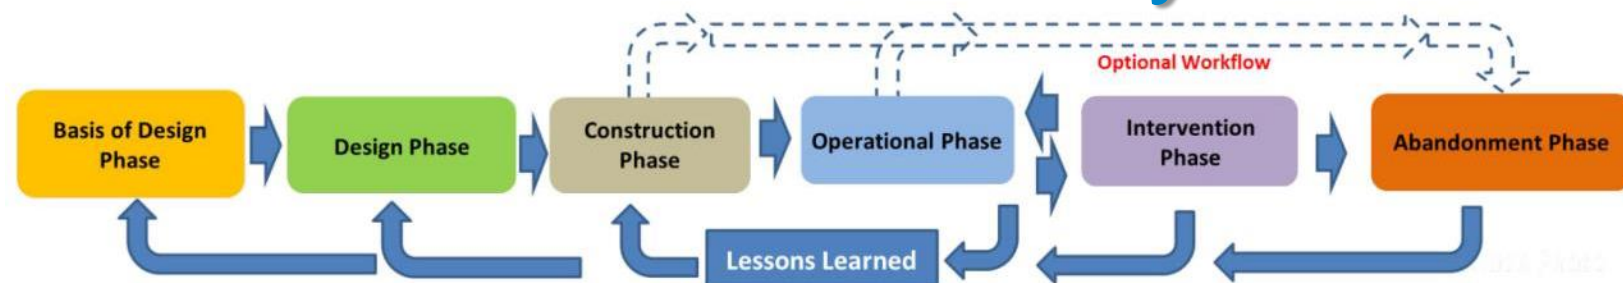 Optional Workflow
Basis of Design
Phase
Design Phase
Construction
Phase
Operational Phase
Intervention
Phase
Abandonment Phase
Lessons Learned